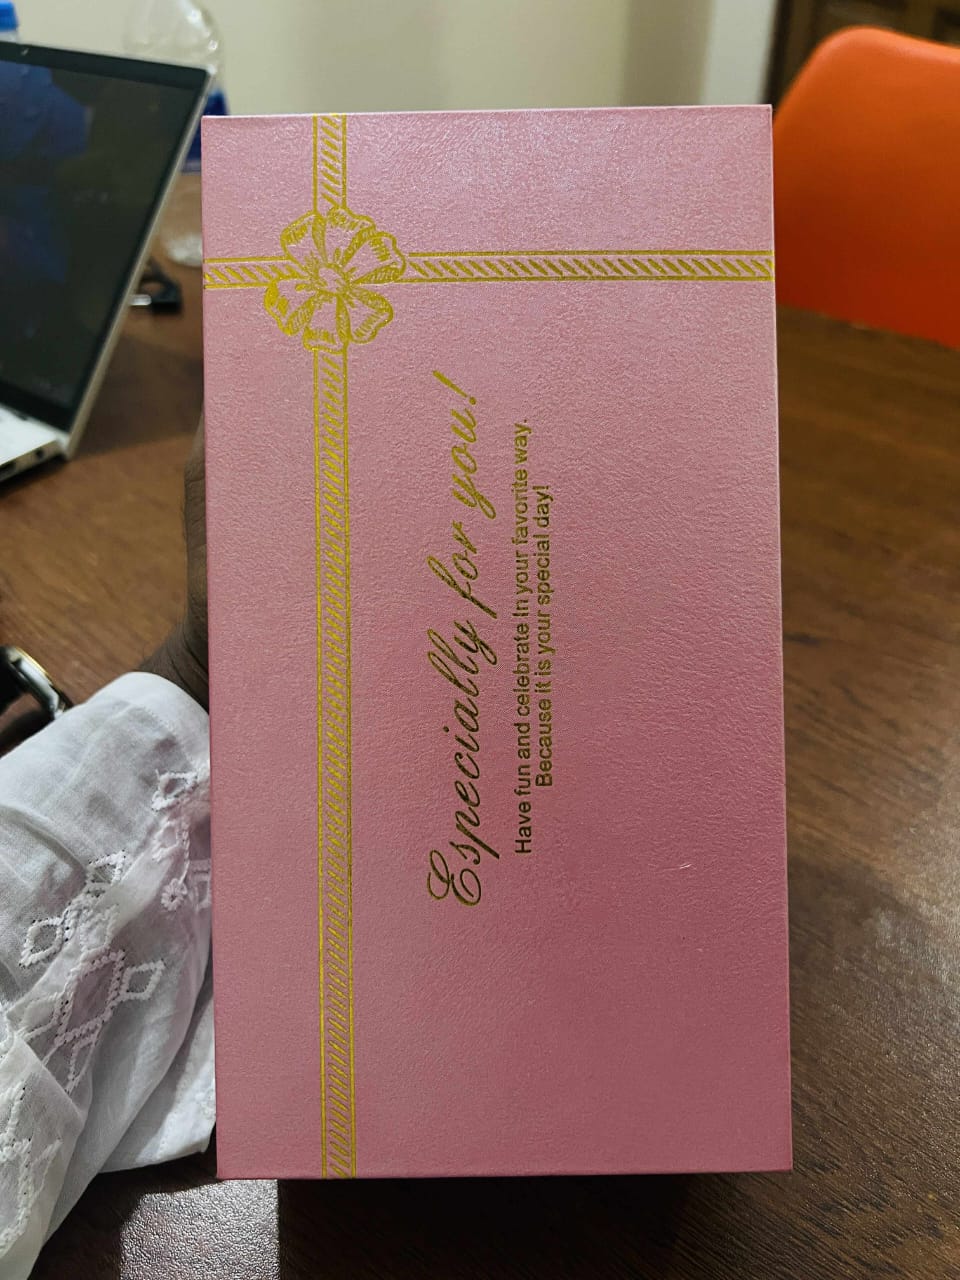 Especially for you!
Have fun and celebrate In your favorite way.
Because it is your special day!